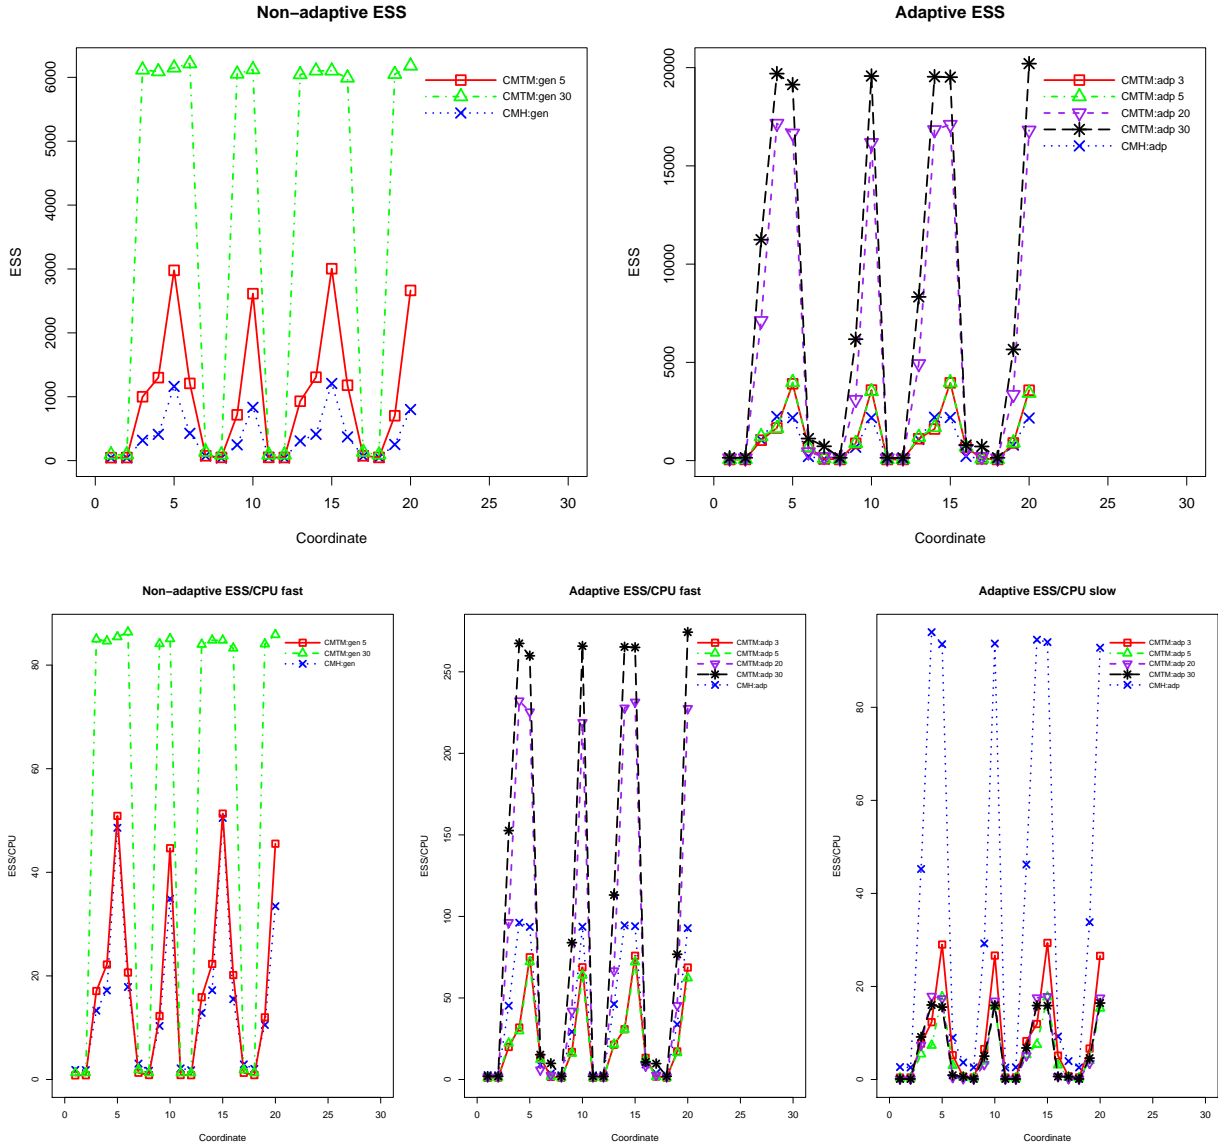 Non−adaptive ESS
ESS
0 1000 2000 3000 4000 5000 6000
0 5 10 15 20 25 30
Coordinate
CMTM:gen 5
CMTM:gen 30
CMH:gen
Adaptive ESS
ESS
0 5000 10000 15000 20000
0 5 10 15 20 25 30
Coordinate
CMTM:adp 3
CMTM:adp 5
CMTM:adp 20
CMTM:adp 30
CMH:adp
Non−adaptive ESS/CPU fast
ESS/CPU
0 20 40 60 80
0 5 10 15 20 25 30
Coordinate
CMTM:gen 5
CMTM:gen 30
CMH:gen
Adaptive ESS/CPU fast
ESS/CPU
0 50 100 150 200 250
0 5 10 15 20 25 30
Coordinate
CMTM:adp 3
CMTM:adp 5
CMTM:adp 20
CMTM:adp 30
CMH:adp
Adaptive ESS/CPU slow
ESS/CPU
0 20 40 60 80
0 5 10 15 20 25 30
Coordinate
CMTM:adp 3
CMTM:adp 5
CMTM:adp 20
CMTM:adp 30
CMH:adp